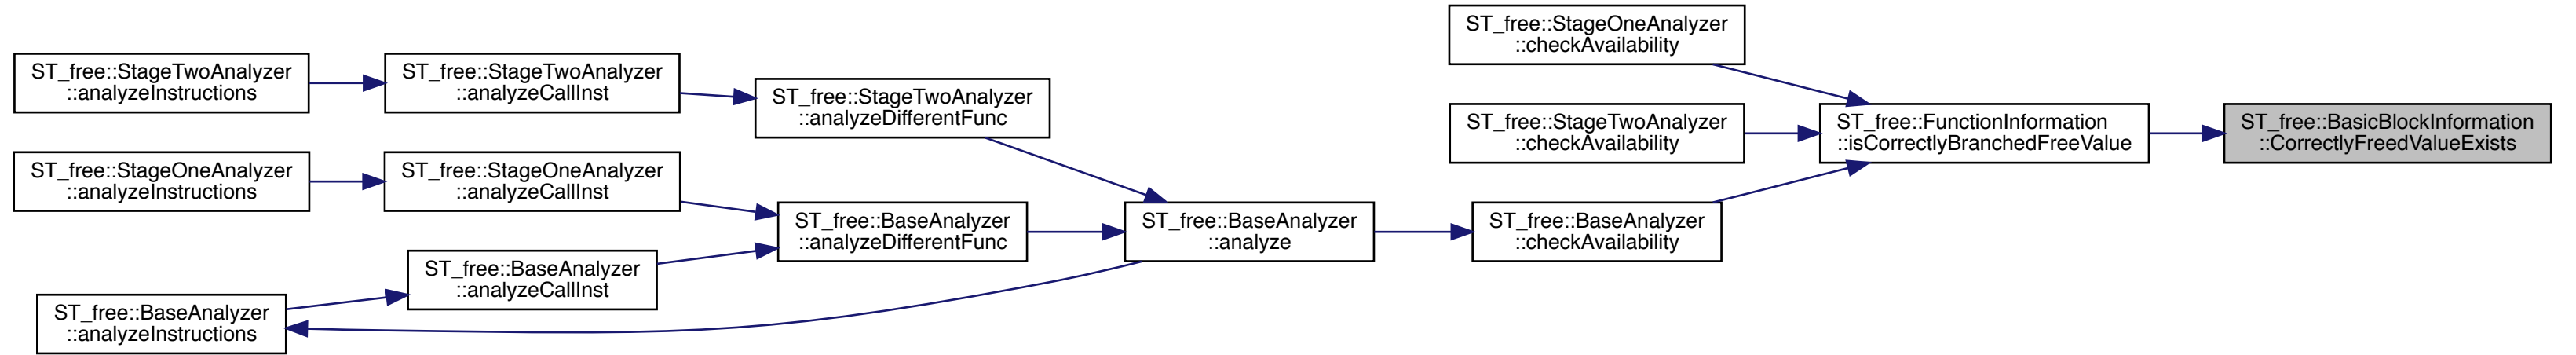 ST_free::StageTwoAnalyzer
::analyzeInstructions
ST_free::StageTwoAnalyzer
::analyzeCallInst
ST_free::StageTwoAnalyzer
::analyzeDifferentFunc
ST_free::StageOneAnalyzer
::analyzeInstructions
ST_free::StageOneAnalyzer
::analyzeCallInst
ST_free::BaseAnalyzer
::analyzeDifferentFunc
ST_free::BaseAnalyzer
::analyzeCallInst
ST_free::BaseAnalyzer
::analyzeInstructions
ST_free::BaseAnalyzer
::analyze
ST_free::StageOneAnalyzer
::checkAvailability
ST_free::StageTwoAnalyzer
::checkAvailability
ST_free::BaseAnalyzer
::checkAvailability
ST_free::FunctionInformation
::isCorrectlyBranchedFreeValue
ST_free::BasicBlockInformation
::CorrectlyFreedValueExists